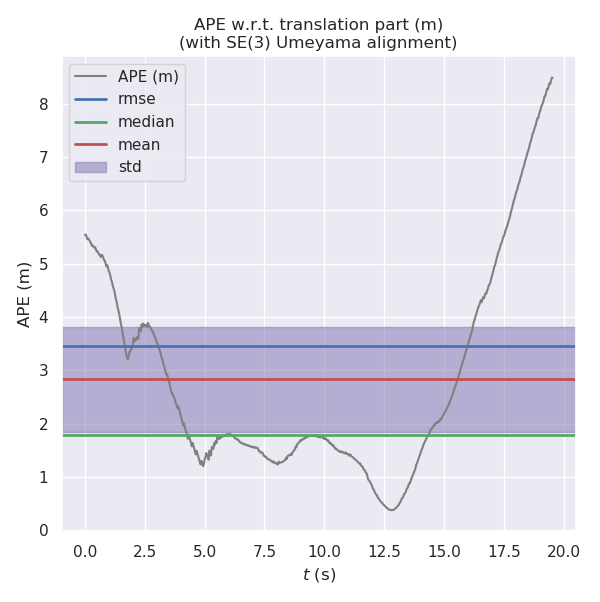 APE w.r.t. translation part (m)
(with SE(3) Umeyama alignment)
APE (m)
rmse
median
mean
std
APE (m)
8
7
6
5
4
3
2
1
0
0.0 2.5 5.0 7.5 10.0 12.5 15.0 17.5 20.0
t (s)